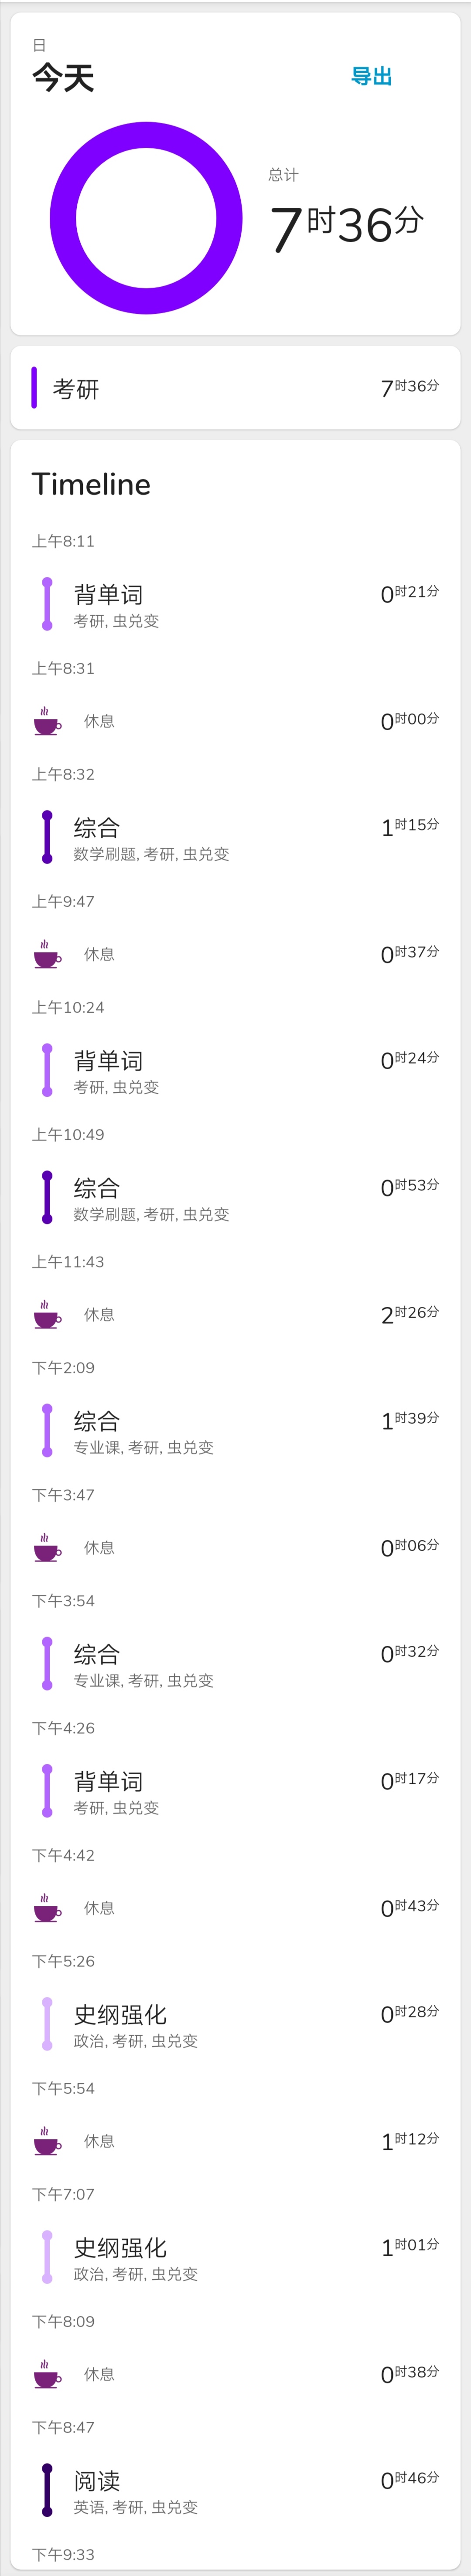 日
今天
导出
总计
7时36分
考研 7时36分
Timeline
上午8:11
背单词 0时21分
考研, 虫兑变
上午8:31
休息 0时00分
上午8:32
综合 1时15分
数学刷题, 考研, 虫兑变
上午9:47
休息 0时37分
上午10:24
背单词 0时24分
考研, 虫兑变
上午10:49
综合 0时53分
数学刷题, 考研, 虫兑变
上午11:43
休息 2时26分
下午2:09
综合 1时39分
专业课, 考研, 虫兑变
下午3:47
休息 0时06分
下午3:54
综合 0时32分
专业课, 考研, 虫兑变
下午4:26
背单词 0时17分
考研, 虫兑变
下午4:42
休息 0时43分
下午5:26
史纲强化 0时28分
政治, 考研, 虫兑变
下午5:54
休息 1时12分
下午7:07
史纲强化 1时01分
政治, 考研, 虫兑变
下午8:09
休息 0时38分
下午8:47
阅读 0时46分
英语, 考研, 虫兑变
下午9:33